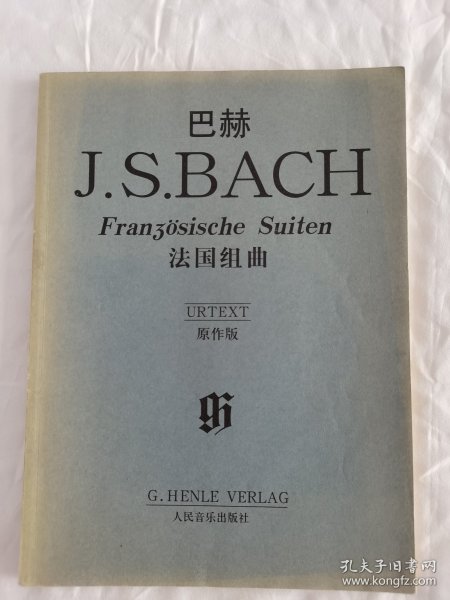 巴赫
J.S.BACH
Französische Suiten
法国组曲
URTEXT
原作版
G. HENLE VERLAG
人民音乐出版社
孔夫子旧书网
www.kongfz.com